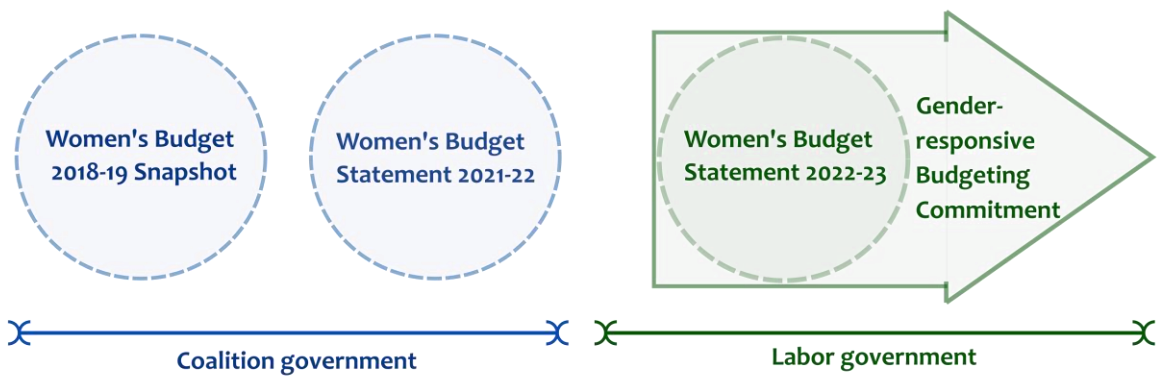 Women's Budget
2018-19 Snapshot
Women's Budget
Statement 2021-22
Women's Budget
Statement 2022-23
Gender-
responsive
Budgeting
Commitment
Coalition government
Labor government